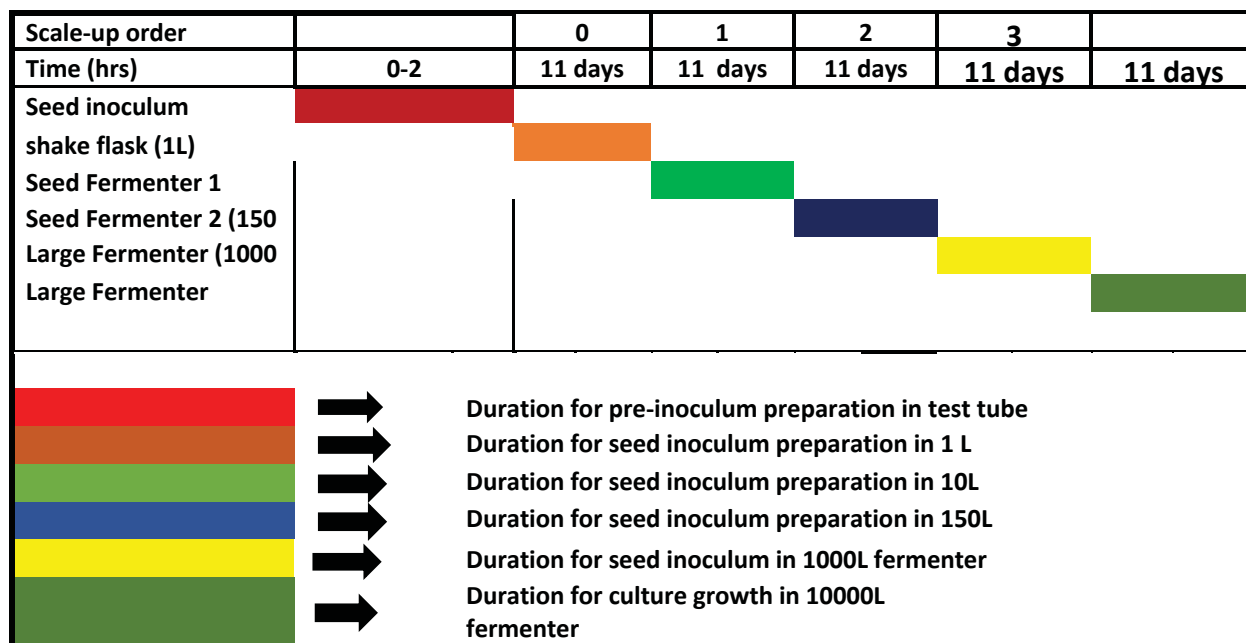 Scale-up order 0 1 2 3
Time (hrs) 0-2 11 days 11 days 11 days 11 days 11 days
Seed inoculum
shake flask (1L)
Seed Fermenter 1
Seed Fermenter 2 (150
Large Fermenter (1000
Large Fermenter
Duration for pre-inoculum preparation in test tube
Duration for seed inoculum preparation in 1 L
Duration for seed inoculum preparation in 10L
Duration for seed inoculum preparation in 150L
Duration for seed inoculum in 1000L fermenter
Duration for culture growth in 10000L
fermenter